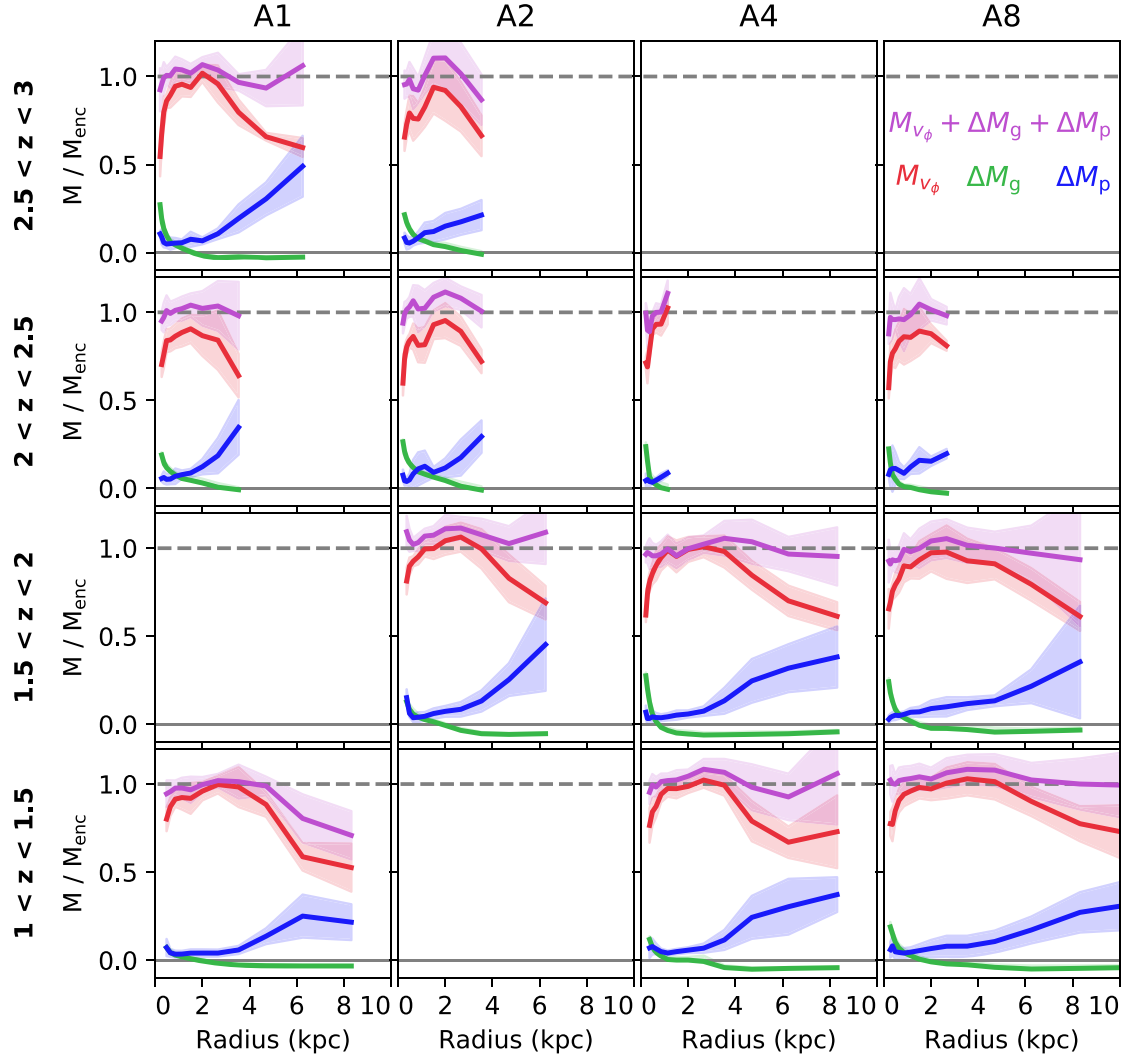 A1 A2 A4 A8
2.5 < z < 3
M / M_enc
1.0
0.5
0.0
M_{v_ϕ} + ΔM_g + ΔM_p
M_{v_ϕ} ΔM_g ΔM_p
2 < z < 2.5
M / M_enc
1.0
0.5
0.0
1.5 < z < 2
M / M_enc
1.0
0.5
0.0
1 < z < 1.5
M / M_enc
1.0
0.5
0.0
0 2 4 6 8 10 0 2 4 6 8 10 0 2 4 6 8 10 0 2 4 6 8 10
Radius (kpc) Radius (kpc) Radius (kpc) Radius (kpc)